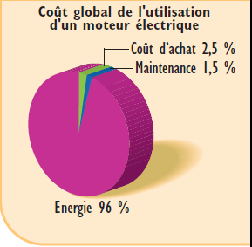 Coût global de l'utilisation
d'un moteur électrique
Coût d'achat 2,5 %
Maintenance 1,5 %
Energie 96 %